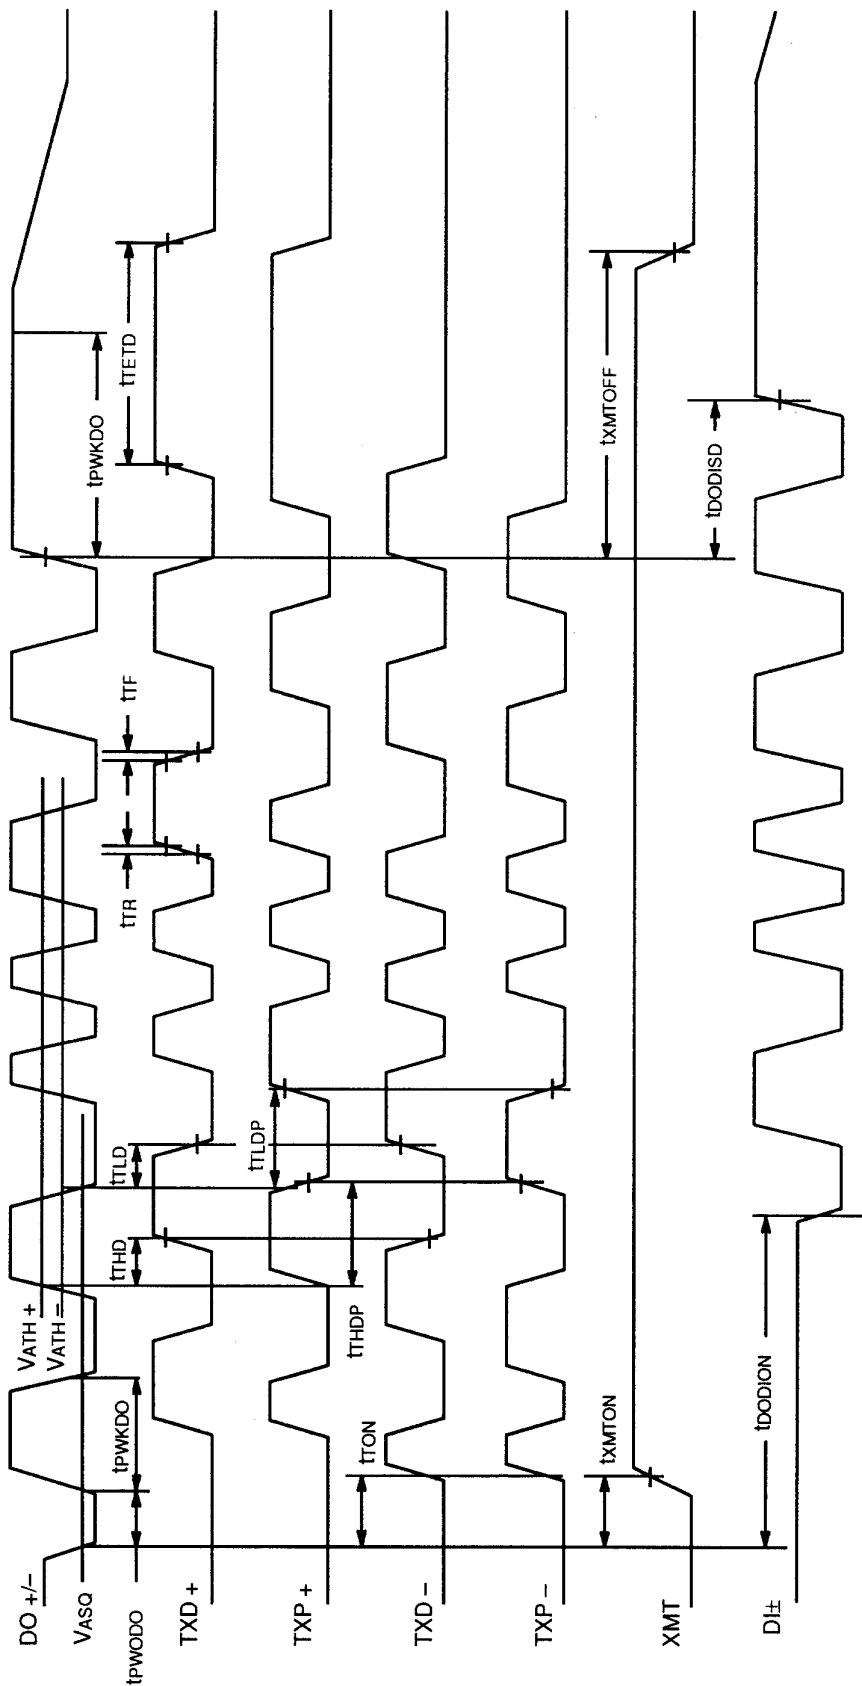 DO +/-
VASQ
tPWODO
tPWKDO
VATH +
VATH –
tTHD
tTLD
tTR
tTF
tPWKDO
tTETD
TXD +
TXP +
tTHDP
tTLDP
TXD –
tTON
TXP –
XMT
tXMTON
tXMTOFF
DI±
tDODION
tDODISD